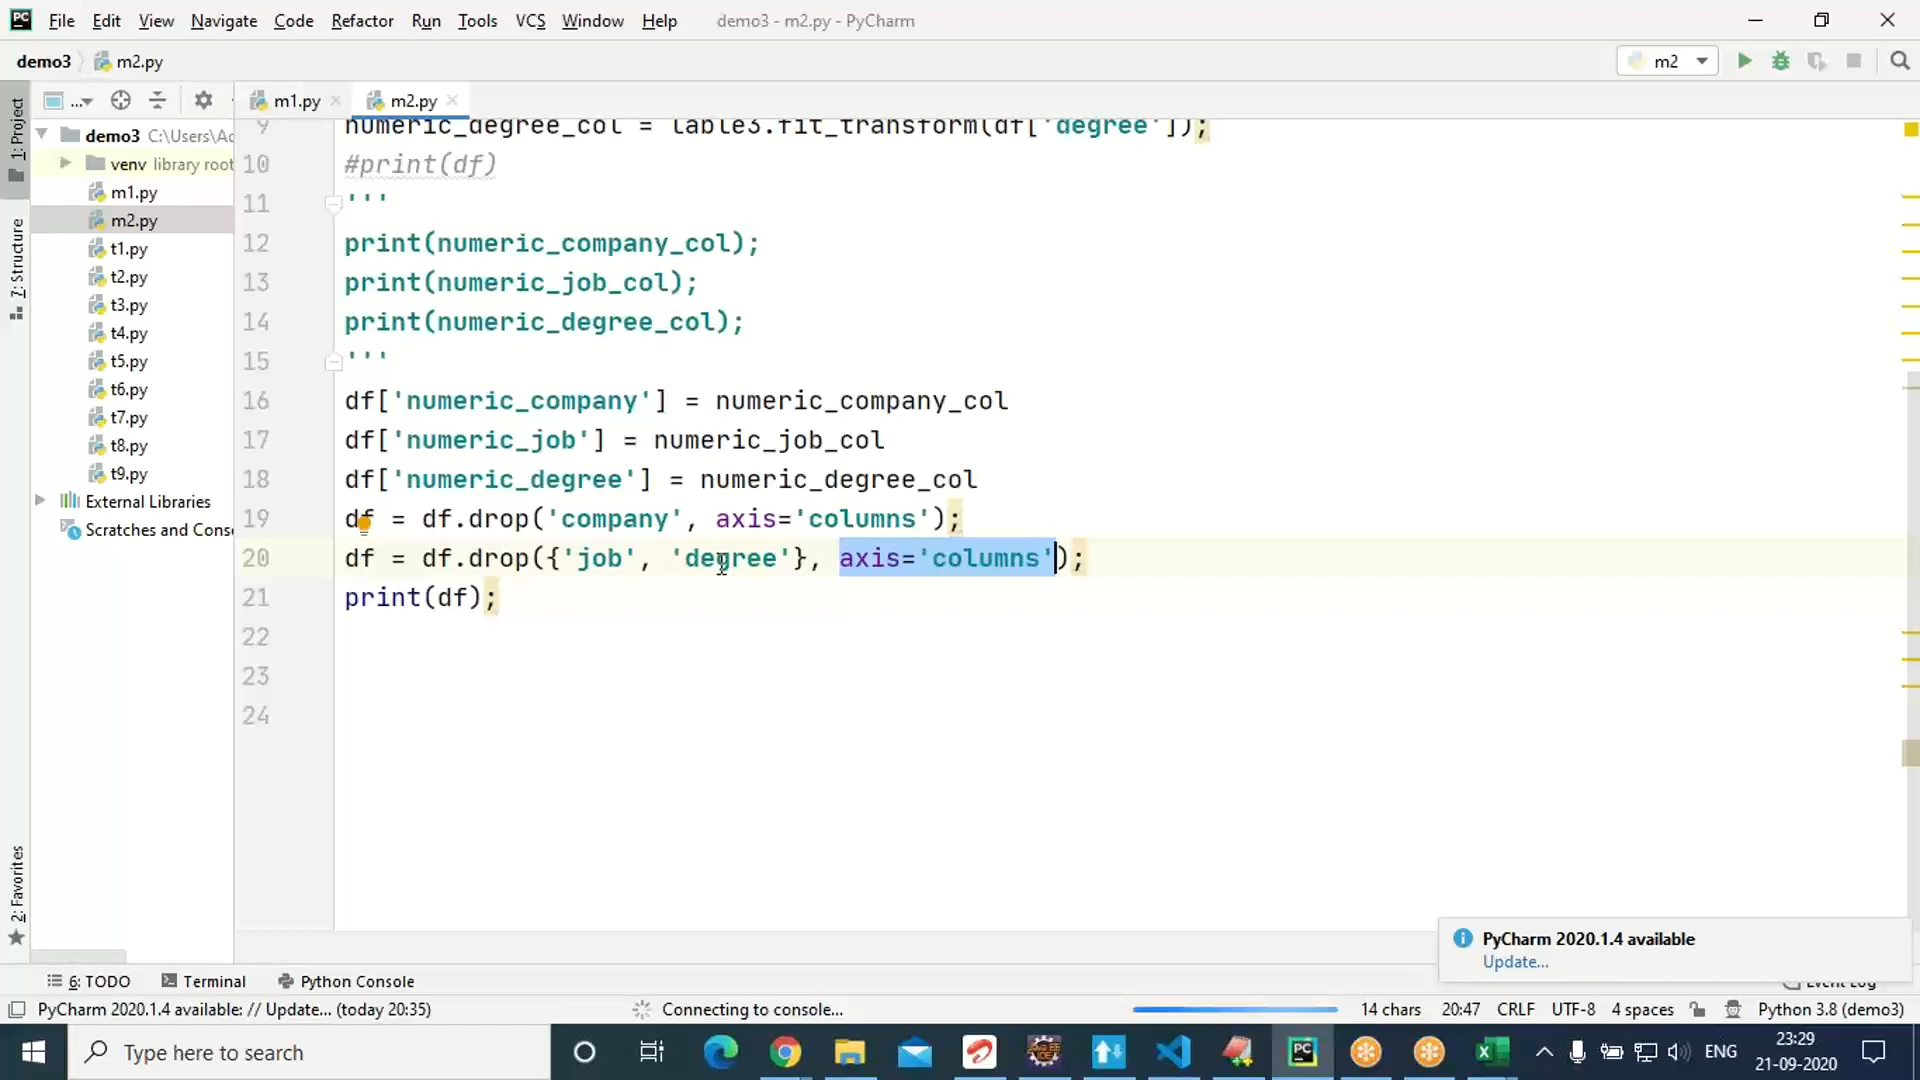 PC File Edit View Navigate Code Refactor Run Tools VCS Window Help demo3 - m2.py - PyCharm
demo3 m2.py m2
... m1.py m2.py
1: Project
7: Structure
2: Favorites
demo3 C:\Users\Ac
venv library root
m1.py
m2.py
t1.py
t2.py
t3.py
t4.py
t5.py
t6.py
t7.py
t8.py
t9.py
External Libraries
Scratches and Conso
9 numeric_degree_col = lable3.fit_transform(df['degree']);
10 #print(df)
11 '''
12 print(numeric_company_col);
13 print(numeric_job_col);
14 print(numeric_degree_col);
15 '''
16 df['numeric_company'] = numeric_company_col
17 df['numeric_job'] = numeric_job_col
18 df['numeric_degree'] = numeric_degree_col
19 df = df.drop('company', axis='columns');
20 df = df.drop({'job', 'degree'}, axis='columns');
21 print(df);
22
23
24
PyCharm 2020.1.4 available
Update...
6: TODO Terminal Python Console Event Log
PyCharm 2020.1.4 available: // Update... (today 20:35) Connecting to console... 14 chars 20:47 CRLF UTF-8 4 spaces Python 3.8 (demo3)
Type here to search
ENG
23:29
21-09-2020